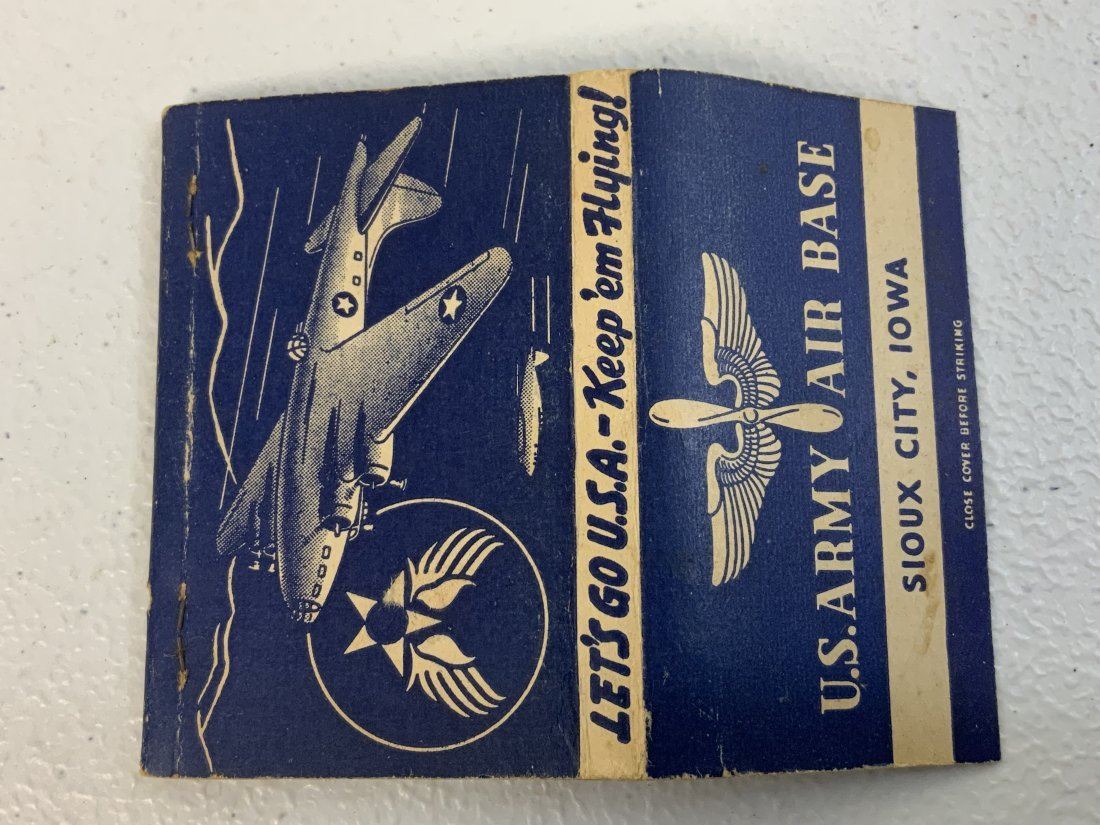 LET'S GO U.S.A.-Keep 'em Flying!
U.S. ARMY AIR BASE
SIOUX CITY, IOWA
CLOSE COVER BEFORE STRIKING